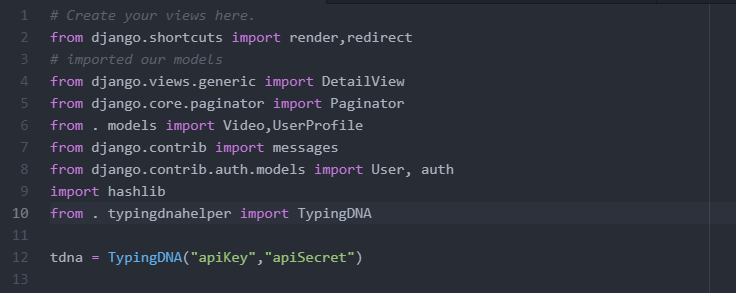 1 # Create your views here.
2 from django.shortcuts import render,redirect
3 # imported our models
4 from django.views.generic import DetailView
5 from django.core.paginator import Paginator
6 from . models import Video,UserProfile
7 from django.contrib import messages
8 from django.contrib.auth.models import User, auth
9 import hashlib
10 from . typingdnahelper import TypingDNA
11
12 tdna = TypingDNA("apiKey","apiSecret")
13